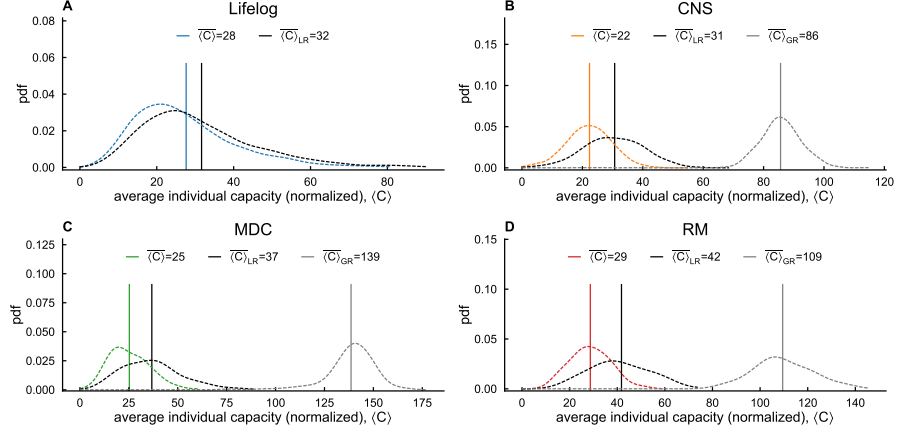 A
Lifelog
⟨C⟩=28 ⟨C⟩LR=32
0.08
0.06
0.04
0.02
0.00
pdf
0 20 40 60 80
average individual capacity (normalized), ⟨C⟩
B
CNS
⟨C⟩=22 ⟨C⟩LR=31 ⟨C⟩GR=86
0.15
0.10
0.05
0.00
pdf
0 20 40 60 80 100 120
average individual capacity (normalized), ⟨C⟩
C
MDC
⟨C⟩=25 ⟨C⟩LR=37 ⟨C⟩GR=139
0.125
0.100
0.075
0.050
0.025
0.000
pdf
0 25 50 75 100 125 150 175
average individual capacity (normalized), ⟨C⟩
D
RM
⟨C⟩=29 ⟨C⟩LR=42 ⟨C⟩GR=109
0.15
0.10
0.05
0.00
pdf
0 20 40 60 80 100 120 140
average individual capacity (normalized), ⟨C⟩